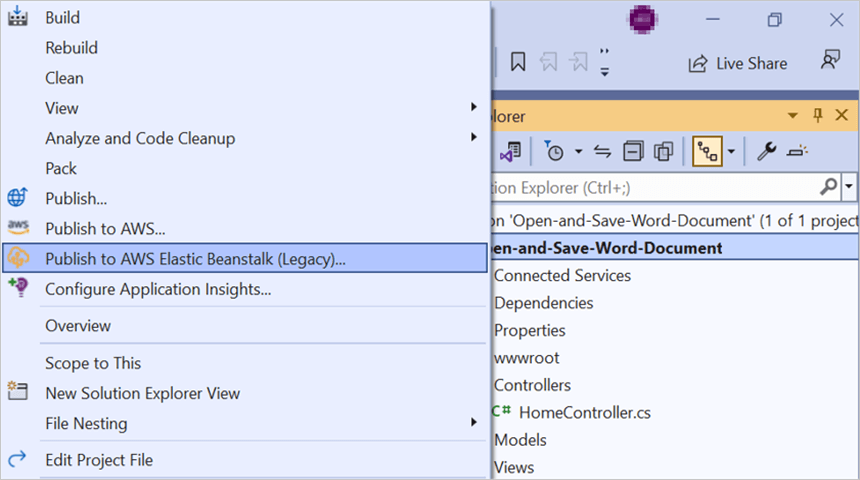 Build
Rebuild
Clean
View
Analyze and Code Cleanup
Pack
Publish...
aws Publish to AWS...
Publish to AWS Elastic Beanstalk (Legacy)...
Configure Application Insights...
Overview
Scope to This
New Solution Explorer View
File Nesting
Edit Project File
Live Share
lorer
tion Explorer (Ctrl+;)
on 'Open-and-Save-Word-Document' (1 of 1 project
pen-and-Save-Word-Document
Connected Services
Dependencies
Properties
wwwroot
Controllers
C# HomeController.cs
Models
Views